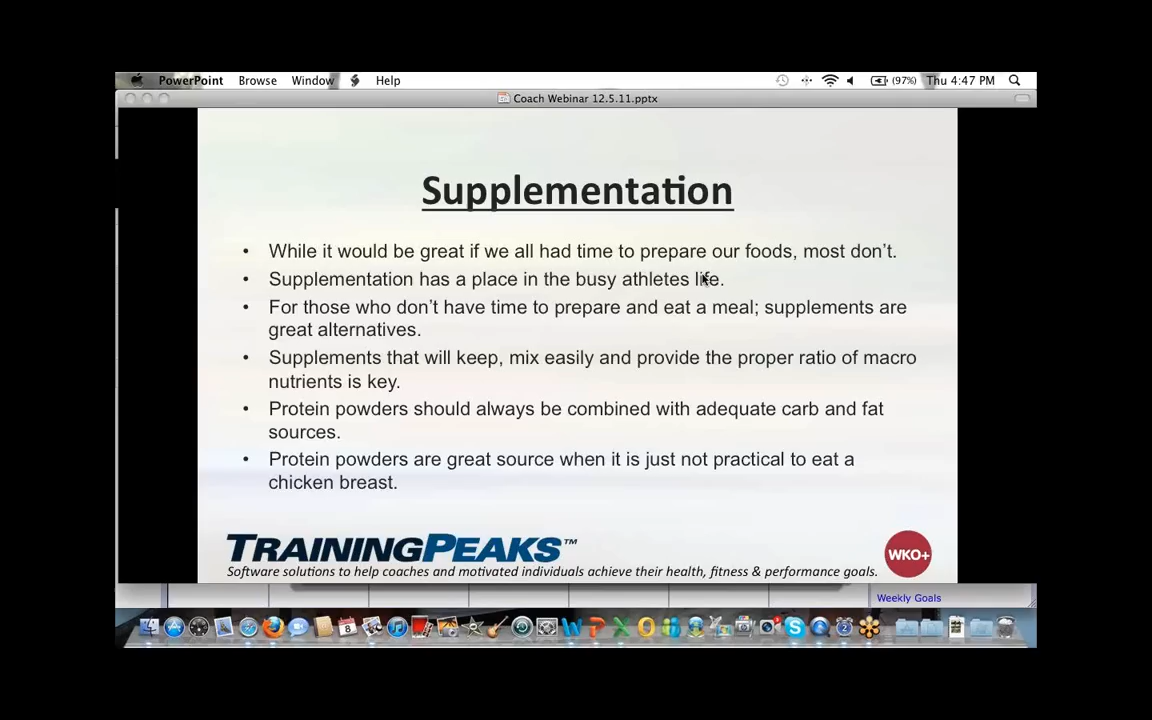 PowerPoint Browse Window Help (97%) Thu 4:47 PM
Coach Webinar 12.5.11.pptx
Supplementation
• While it would be great if we all had time to prepare our foods, most don't.
• Supplementation has a place in the busy athletes life.
• For those who don't have time to prepare and eat a meal; supplements are
great alternatives.
• Supplements that will keep, mix easily and provide the proper ratio of macro
nutrients is key.
• Protein powders should always be combined with adequate carb and fat
sources.
• Protein powders are great source when it is just not practical to eat a
chicken breast.
TRAININGPEAKS™
WKO+
Software solutions to help coaches and motivated individuals achieve their health, fitness & performance goals.
Weekly Goals
8
2